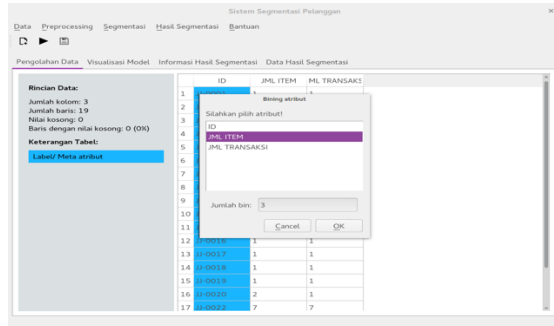 Sistem Segmentasi Pelanggan
Data Preprocessing Segmentasi Hasil Segmentasi Bantuan
Pengolahan Data Visualisasi Model Informasi Hasil Segmentasi Data Hasil Segmentasi
Rincian Data:
Jumlah kolom: 3
Jumlah baris: 19
Nilai kosong: 0
Baris dengan nilai kosong: 0 (0%)
Keterangan Tabel:
Label/ Meta atribut
ID JML ITEM ML TRANSAKS
1
2
3
4
5
6
7
8
9
10
11
Bining atribut
Silahkan pilih atribut!
ID
JML ITEM
JML TRANSAKSI
Jumlah bin: 3
Cancel OK
12 JJ-0016 1 1
13 JJ-0017 1 1
14 JJ-0018 1 1
15 JJ-0019 1 1
16 JJ-0020 2 1
17 JJ-0022 7 7